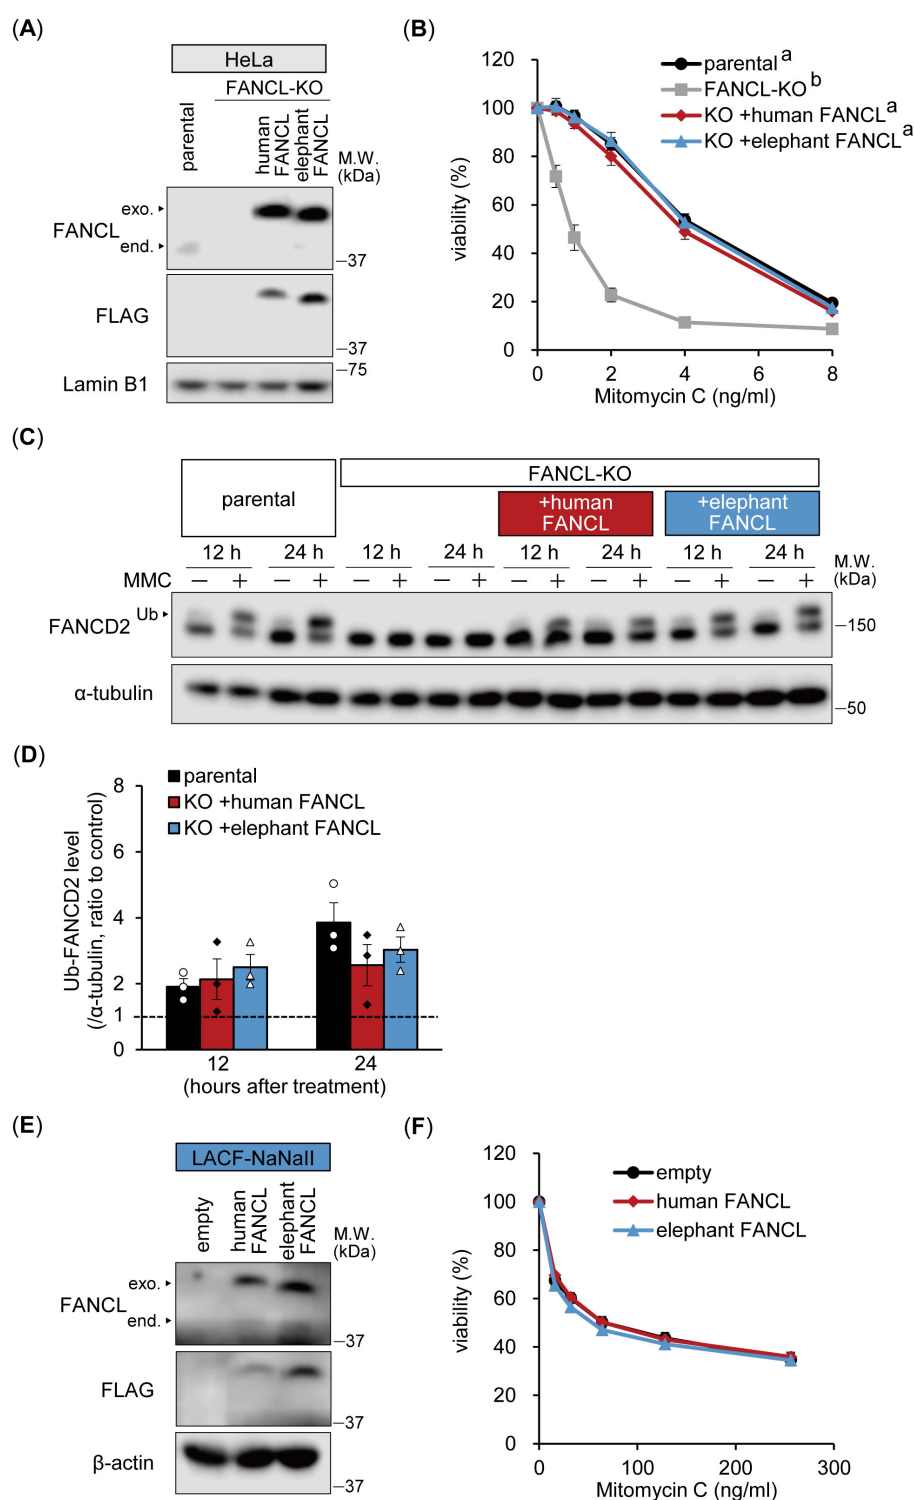 (A)
HeLa
FANCL-KO
parental
human
FANCL
elephant
FANCL
M.W.
(kDa)
exo.
FANCL
end.
–37
FLAG
–37
–75
Lamin B1
(B)
120
100
80
60
40
20
0
viability (%)
parental a
FANCL-KO b
KO +human FANCL a
KO +elephant FANCL a
0 2 4 6 8
Mitomycin C (ng/ml)
(C)
FANCL-KO
parental
+human
FANCL
+elephant
FANCL
12 h 24 h 12 h 24 h 12 h 24 h 12 h 24 h
M.W.
(kDa)
MMC – + – + – + – + – + – + – + – +
Ub
FANCD2
–150
α-tubulin
–50
(D)
parental
KO +human FANCL
KO +elephant FANCL
8
6
4
2
1
0
Ub-FANCD2 level
(/α-tubulin, ratio to control)
12 24
(hours after treatment)
(E)
LACF-NaNaII
empty
human
FANCL
elephant
FANCL
M.W.
(kDa)
exo.
FANCL
end.
–37
FLAG
–37
β-actin
–37
(F)
120
100
80
60
40
20
0
viability (%)
empty
human FANCL
elephant FANCL
0 100 200 300
Mitomycin C (ng/ml)